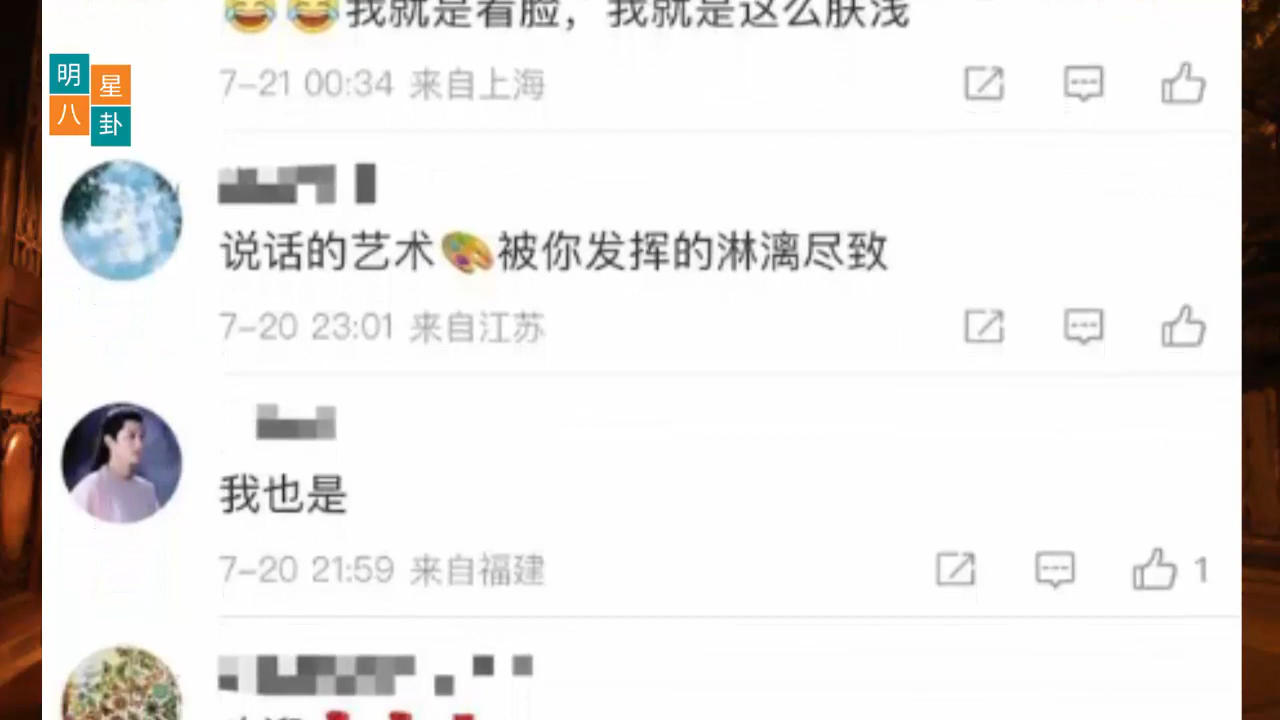 😂😂我就是看脸，我就是这么肤浅
7-21 00:34 来自上海
明星
八卦
说话的艺术🎨被你发挥的淋漓尽致
7-20 23:01 来自江苏
我也是
7-20 21:59 来自福建
1